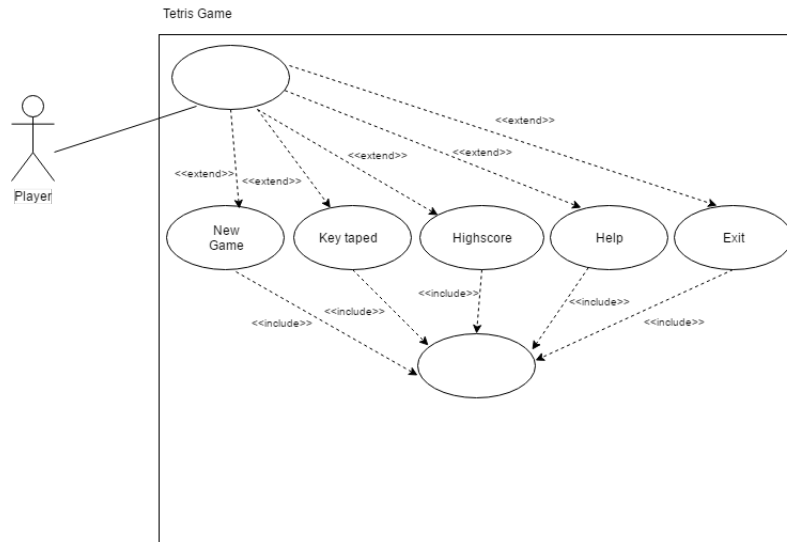 Tetris Game
<<extend>>
<<extend>>
<<extend>>
<<extend>>
<<extend>>
Player
New
Game
Key taped
Highscore
Help
Exit
<<include>>
<<include>>
<<include>>
<<include>>
<<include>>